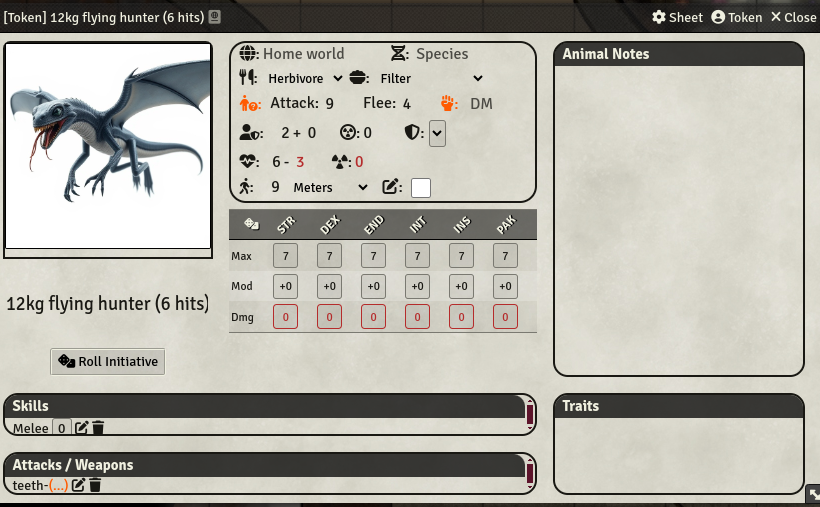 [Token] 12kg flying hunter (6 hits) Sheet Token Close
Home world Species
Herbivore : Filter
Attack: 9 Flee: 4 : DM
: 2 + 0 : 0 :
: 6 - 3 : 0
: 9 Meters :
STR DEX END INT INS PAK
Max 7 7 7 7 7 7
Mod +0 +0 +0 +0 +0 +0
Dmg 0 0 0 0 0 0
12kg flying hunter (6 hits)
Roll Initiative
Skills
Melee 0
Attacks / Weapons
teeth-(...)
Animal Notes
Traits